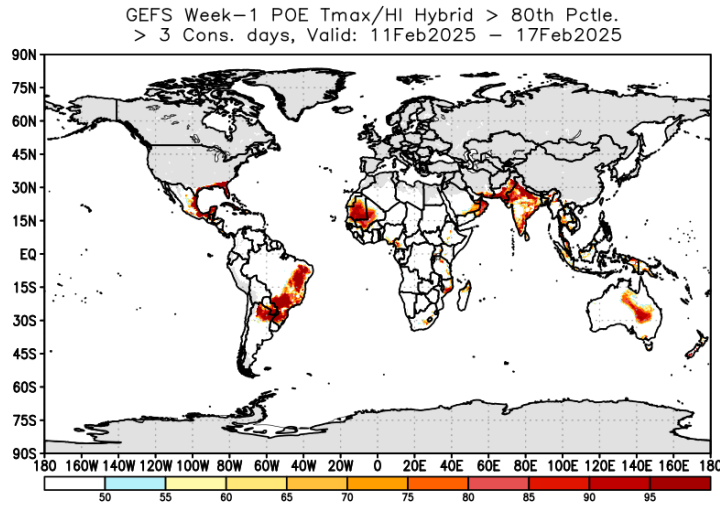 GEFS Week-1 POE Tmax/HI Hybrid > 80th Pctle.
> 3 Cons. days, Valid: 11Feb2025 - 17Feb2025
90N
75N
60N
45N
30N
15N
EQ
15S
30S
45S
60S
75S
90S
180 160W 140W 120W 100W 80W 60W 40W 20W 0 20E 40E 60E 80E 100E 120E 140E 160E 180
50 55 60 65 70 75 80 85 90 95